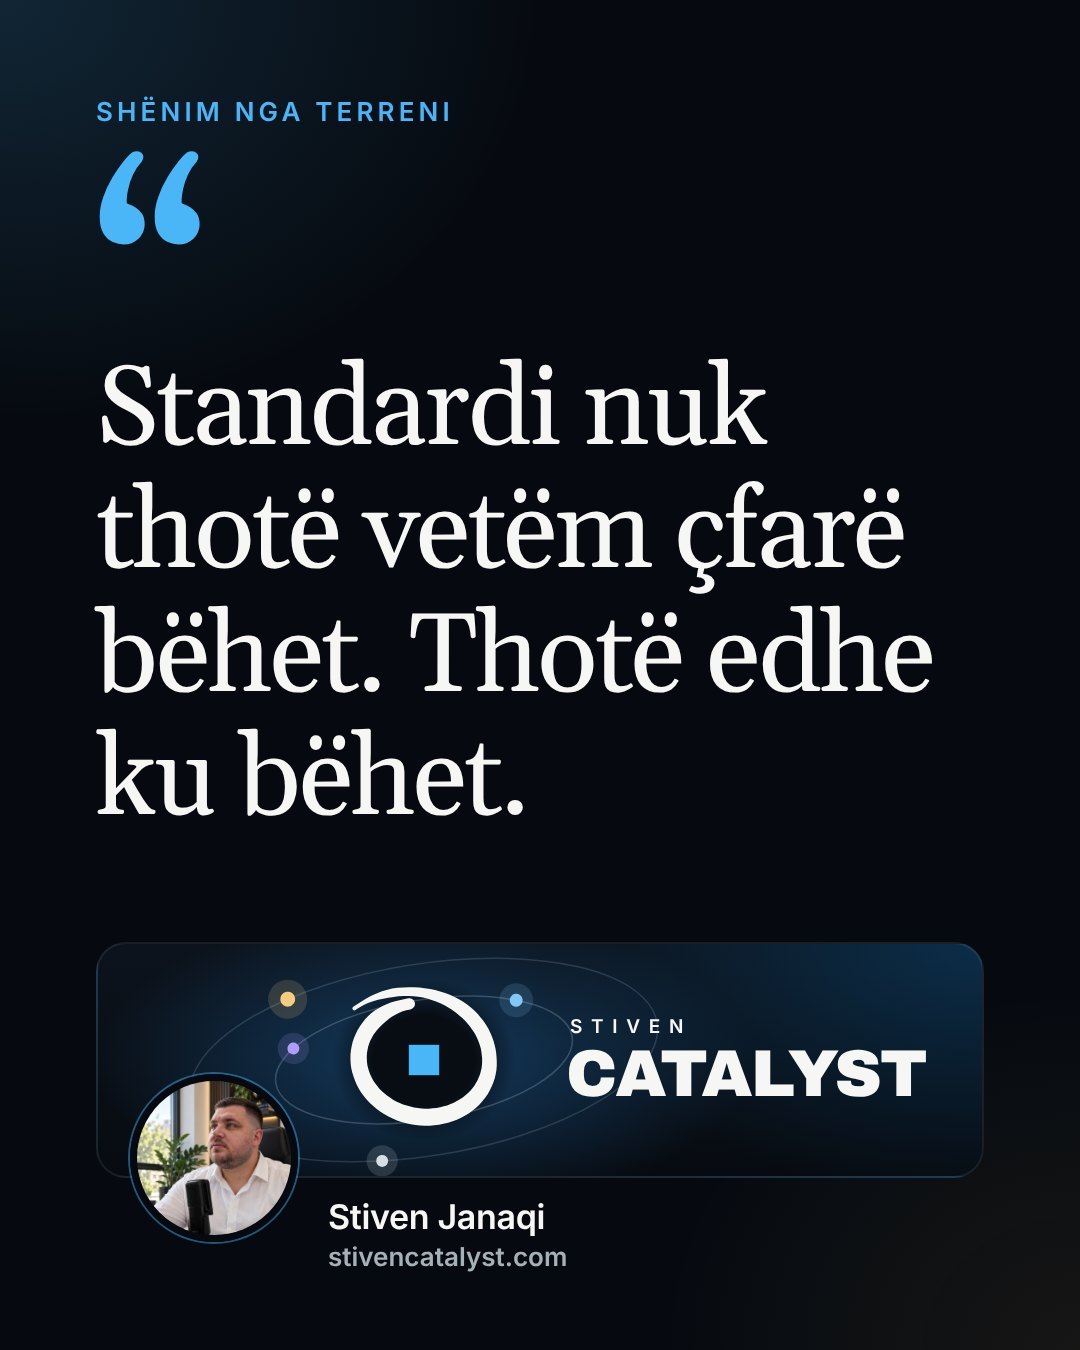 SHËNIM NGA TERRENI
“
Standardi nuk
thotë vetëm çfarë
bëhet. Thotë edhe
ku bëhet.
STIVEN
CATALYST
Stiven Janaqi
stivencatalyst.com